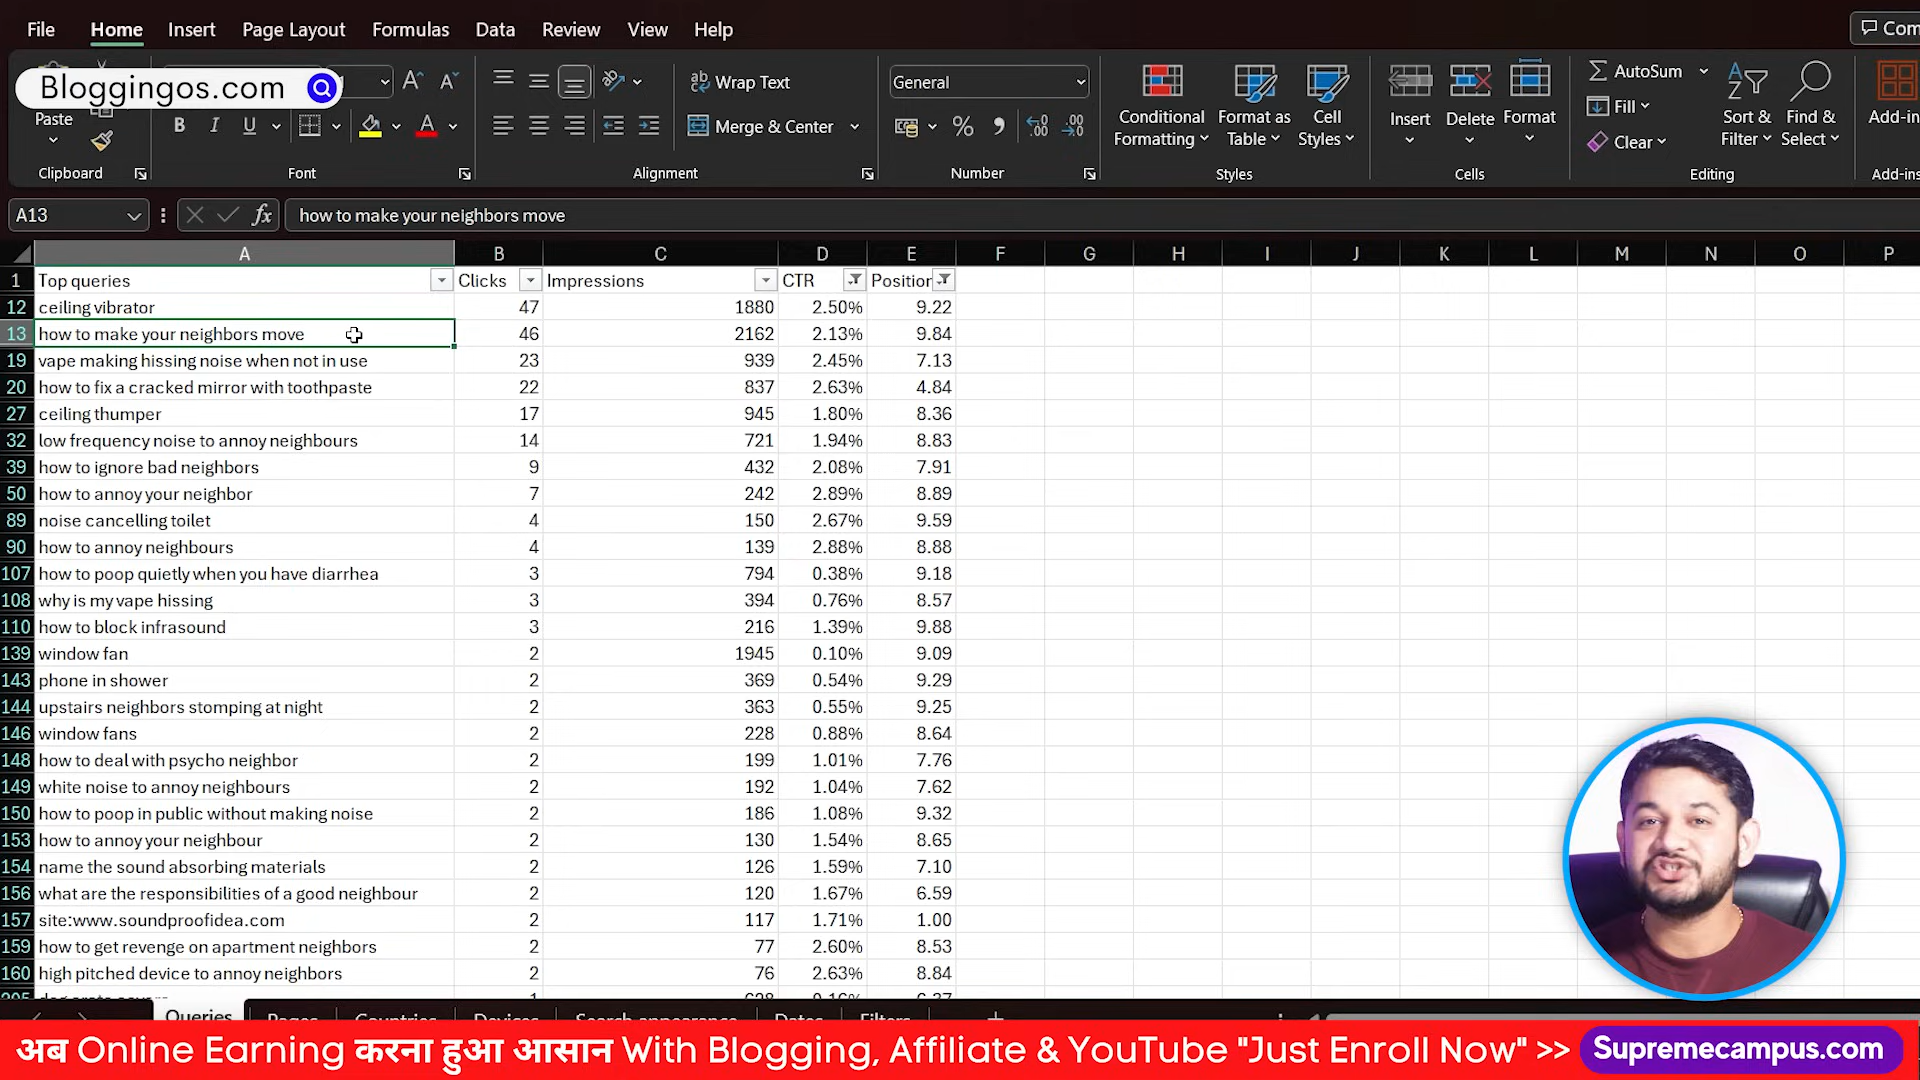 File Home Insert Page Layout Formulas Data Review View Help
Bloggingos.com
Paste
Wrap Text
Merge & Center
General
Conditional Formatting
Format as Table
Cell Styles
Insert Delete Format
AutoSum
Fill
Clear
Sort & Filter
Find & Select
Clipboard Font Alignment Number Styles Cells Editing
A13 fx how to make your neighbors move
A B C D E F G H I J K L M N O P
1 Top queries Clicks Impressions CTR Position
12 ceiling vibrator 47 1880 2.50% 9.22
13 how to make your neighbors move 46 2162 2.13% 9.84
19 vape making hissing noise when not in use 23 939 2.45% 7.13
20 how to fix a cracked mirror with toothpaste 22 837 2.63% 4.84
27 ceiling thumper 17 945 1.80% 8.36
32 low frequency noise to annoy neighbours 14 721 1.94% 8.83
39 how to ignore bad neighbors 9 432 2.08% 7.91
50 how to annoy your neighbor 7 242 2.89% 8.89
89 noise cancelling toilet 4 150 2.67% 9.59
90 how to annoy neighbours 4 139 2.88% 8.88
107 how to poop quietly when you have diarrhea 3 794 0.38% 9.18
108 why is my vape hissing 3 394 0.76% 8.57
110 how to block infrasound 3 216 1.39% 9.88
139 window fan 2 1945 0.10% 9.09
143 phone in shower 2 369 0.54% 9.29
144 upstairs neighbors stomping at night 2 363 0.55% 9.25
146 window fans 2 228 0.88% 8.64
148 how to deal with psycho neighbor 2 199 1.01% 7.76
149 white noise to annoy neighbours 2 192 1.04% 7.62
150 how to poop in public without making noise 2 186 1.08% 9.32
153 how to annoy your neighbour 2 130 1.54% 8.65
154 name the sound absorbing materials 2 126 1.59% 7.10
156 what are the responsibilities of a good neighbour 2 120 1.67% 6.59
157 site:www.soundproofidea.com 2 117 1.71% 1.00
159 how to get revenge on apartment neighbors 2 77 2.60% 8.53
160 high pitched device to annoy neighbors 2 76 2.63% 8.84
Queries Pages Countries Devices Search appearance Dates Filters
अब Online Earning करना हुआ आसान With Blogging, Affiliate & YouTube "Just Enroll Now" >> Supremecampus.com